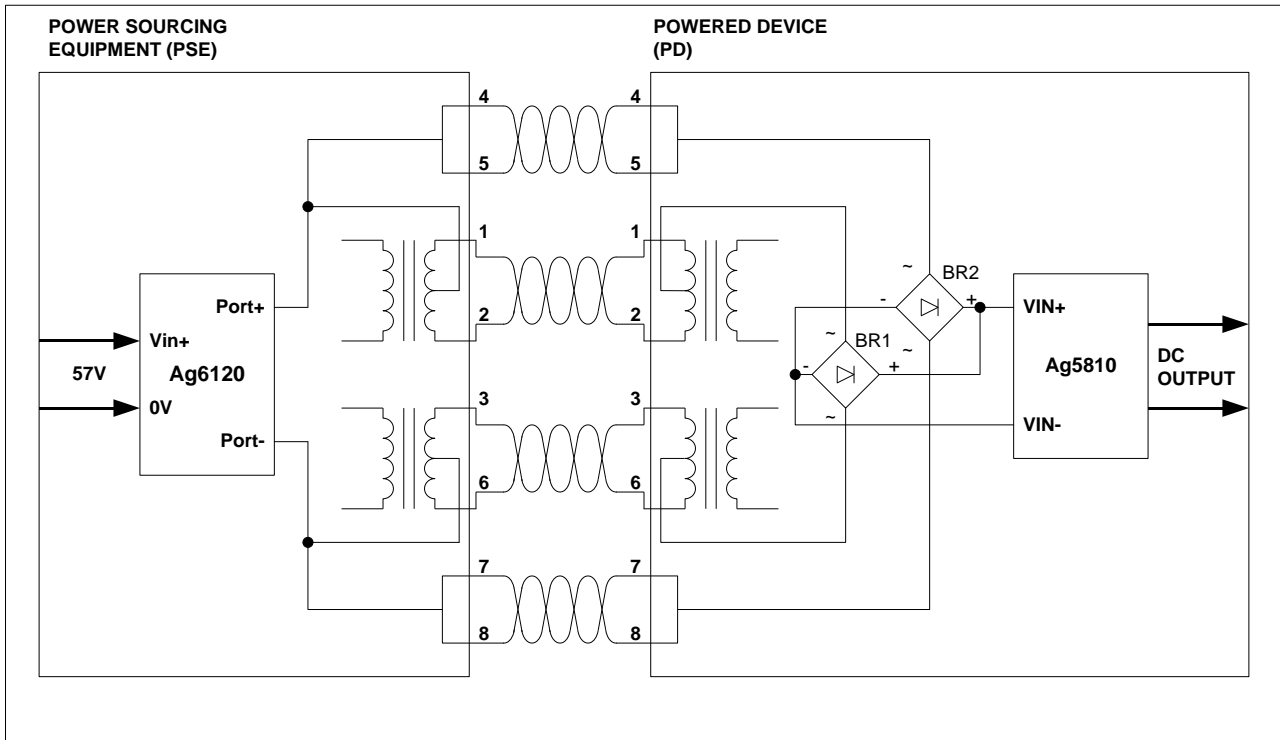 POWER SOURCING
EQUIPMENT (PSE)
POWERED DEVICE
(PD)
4
4
5
5
1
1
2
2
3
3
6
6
7
7
8
8
Port+
Vin+
57V
Ag6120
0V
Port-
~
BR2
-
+
~
~
BR1
-
+
~
VIN+
Ag5810
VIN-
DC
OUTPUT